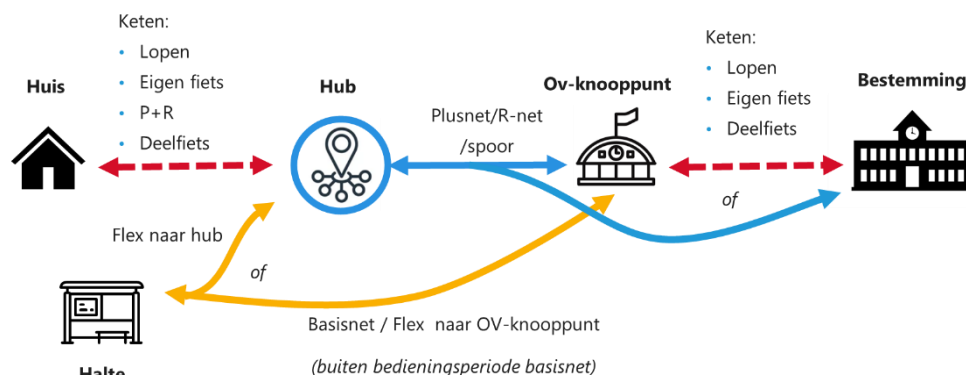 Keten:
• Lopen
• Eigen fiets
• P+R
• Deelfiets
Huis
Hub
Plusnet/R-net
/spoor
Ov-knooppunt
Keten:
• Lopen
• Eigen fiets
• Deelfiets
Bestemming
of
Flex naar hub
of
Basisnet / Flex naar OV-knooppunt
(buiten bedieningsperiode basisnet)
Halte